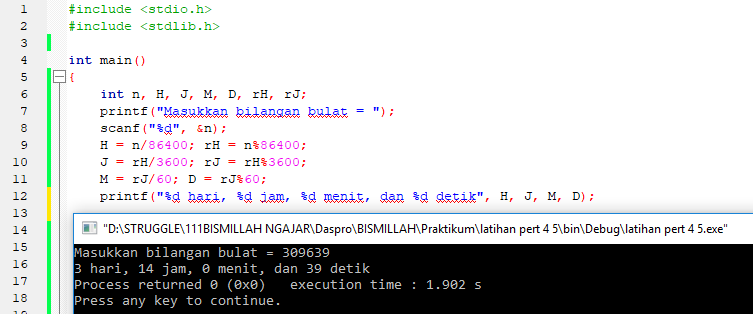 1 #include <stdio.h>
2 #include <stdlib.h>
3
4 int main()
5 {
6 int n, H, J, M, D, rH, rJ;
7 printf("Masukkan bilangan bulat = ");
8 scanf("%d", &n);
9 H = n/86400; rH = n%86400;
10 J = rH/3600; rJ = rH%3600;
11 M = rJ/60; D = rJ%60;
12 printf("%d hari, %d jam, %d menit, dan %d detik", H, J, M, D);
13
14 "D:\STRUGGLE\111BISMILLAH NGAJAR\Daspro\BISMILLAH\Praktikum\latihan pert 4 5\bin\Debug\latihan pert 4 5.exe"
15 Masukkan bilangan bulat = 309639
16 3 hari, 14 jam, 0 menit, dan 39 detik
17 Process returned 0 (0x0) execution time : 1.902 s
18 Press any key to continue.